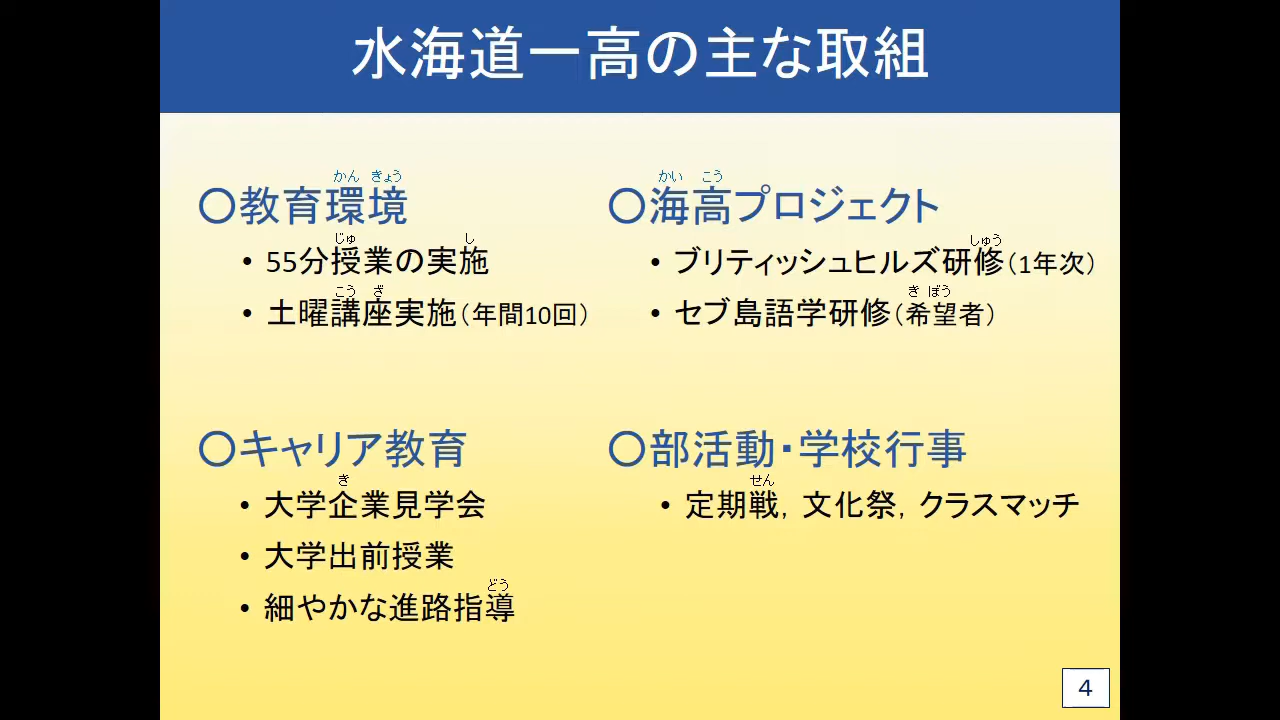 水海道一高の主な取組
かん きょう
〇教育環境
じゅ し
• 55分授業の実施
こう ざ
• 土曜講座実施（年間10回）
かい こう
〇海高プロジェクト
しゅう
• ブリティッシュヒルズ研修（1年次）
き ぼう
• セブ島語学研修（希望者）
〇キャリア教育
き
• 大学企業見学会
• 大学出前授業
どう
• 細やかな進路指導
〇部活動・学校行事
せん
• 定期戦，文化祭，クラスマッチ
4